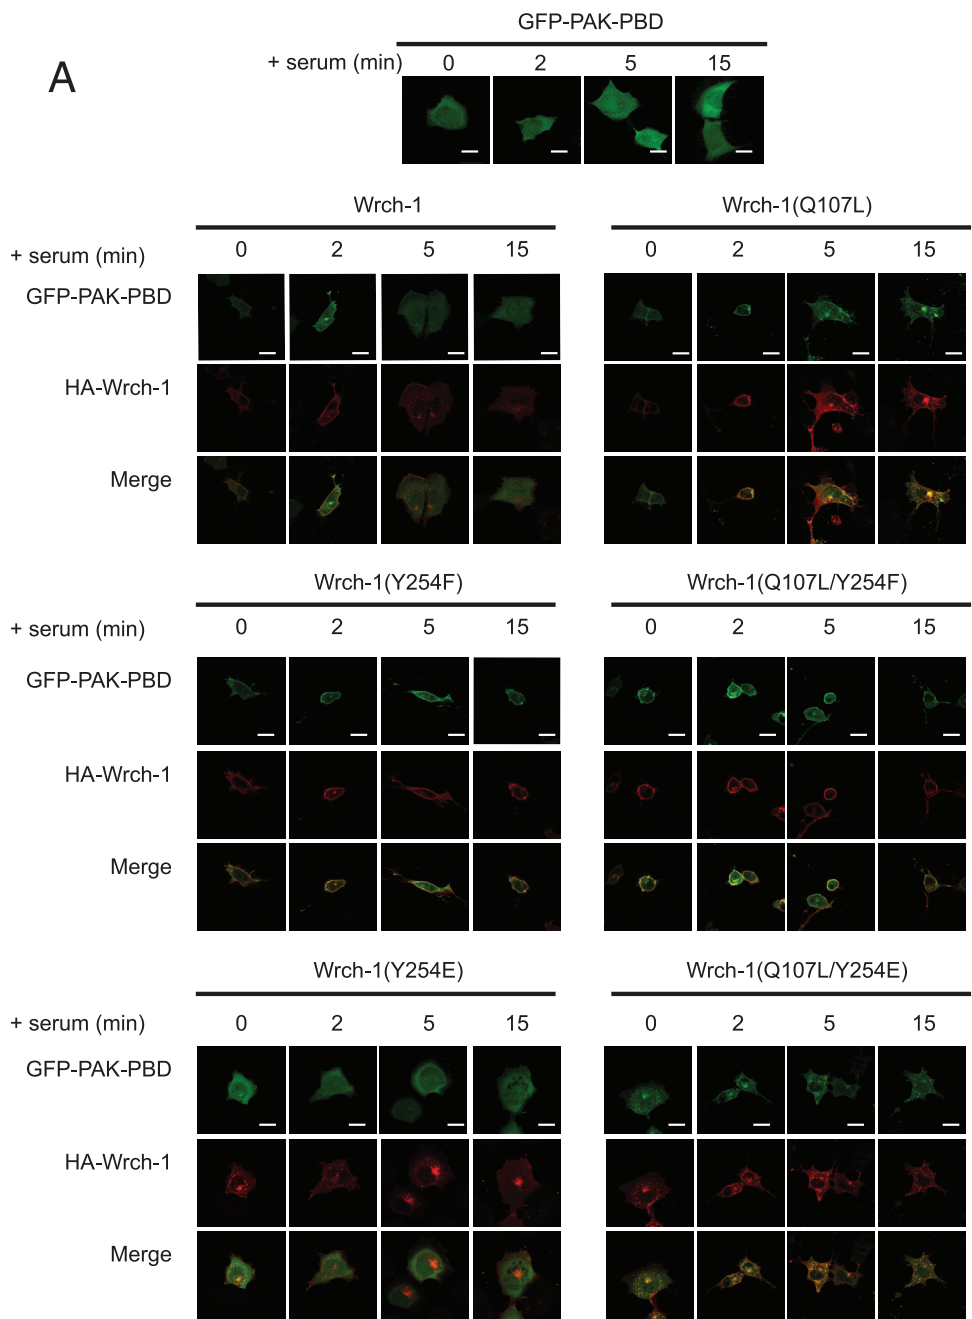 A
GFP-PAK-PBD
+ serum (min) 0 2 5 15
Wrch-1 Wrch-1(Q107L)
+ serum (min) 0 2 5 15 0 2 5 15
GFP-PAK-PBD
HA-Wrch-1
Merge
Wrch-1(Y254F) Wrch-1(Q107L/Y254F)
+ serum (min) 0 2 5 15 0 2 5 15
GFP-PAK-PBD
HA-Wrch-1
Merge
Wrch-1(Y254E) Wrch-1(Q107L/Y254E)
+ serum (min) 0 2 5 15 0 2 5 15
GFP-PAK-PBD
HA-Wrch-1
Merge